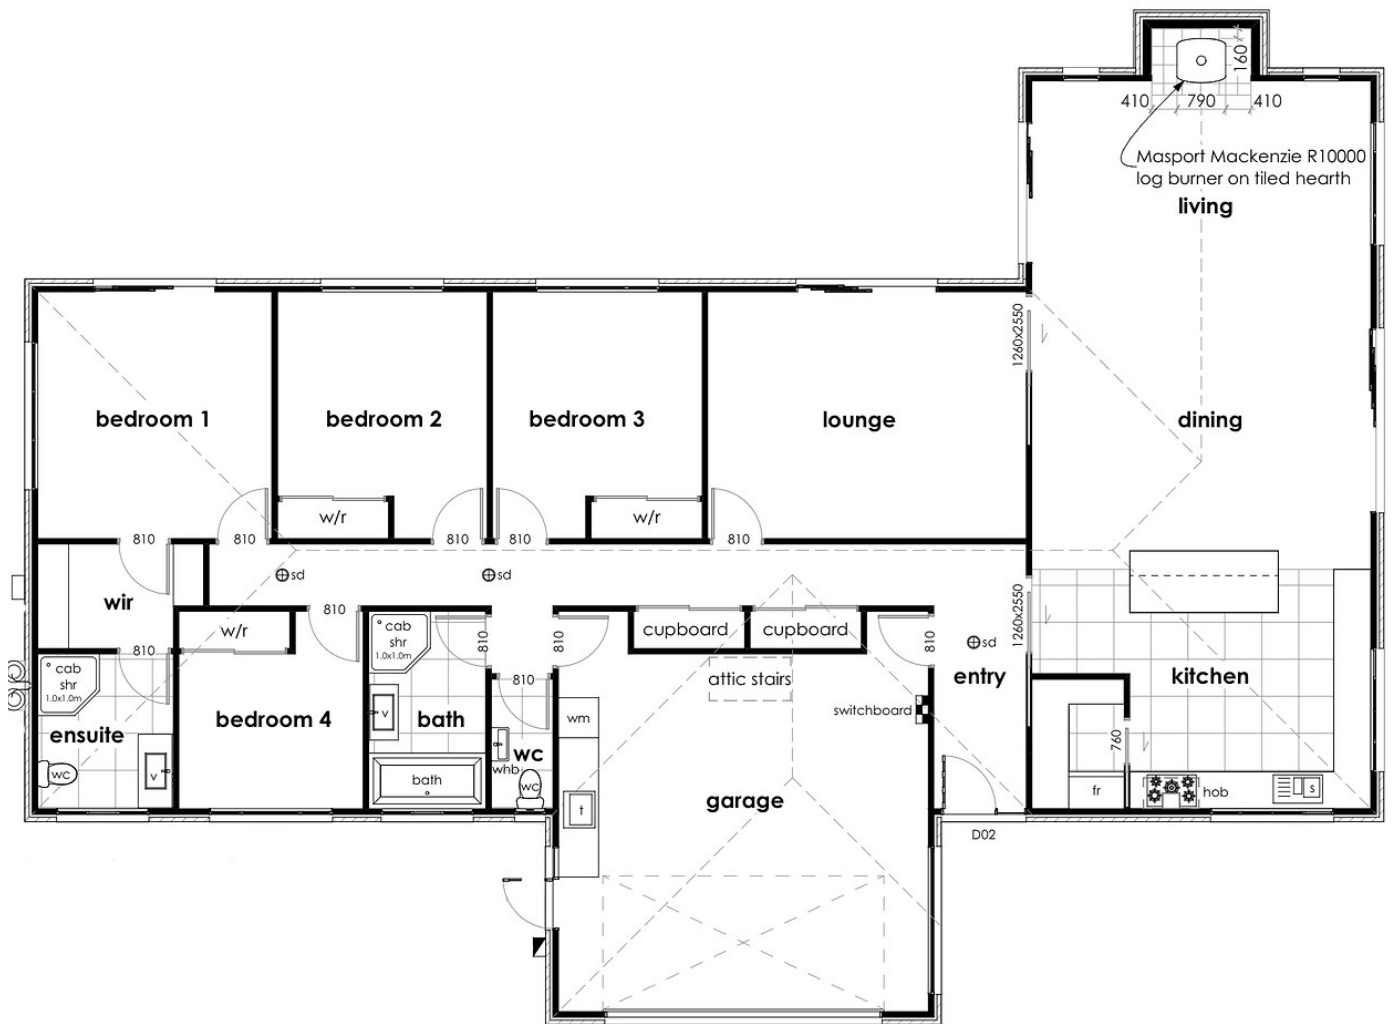 160
410 790 410
Masport Mackenzie R10000
log burner on tiled hearth
living
1260x2550
bedroom 1
bedroom 2
bedroom 3
lounge
dining
w/r
w/r
810
810
810
810
810
sd
sd
wir
810
w/r
cab
shr
1.0x1.0m
810
810
cupboard
cupboard
810
sd
1260x2550
810
cab
shr
1.0x1.0m
810
attic stairs
entry
kitchen
ensuite
bedroom 4
v
bath
wm
switchboard
760
wc
whb
wc
v
bath
wc
t
garage
fr
hob
s
D02